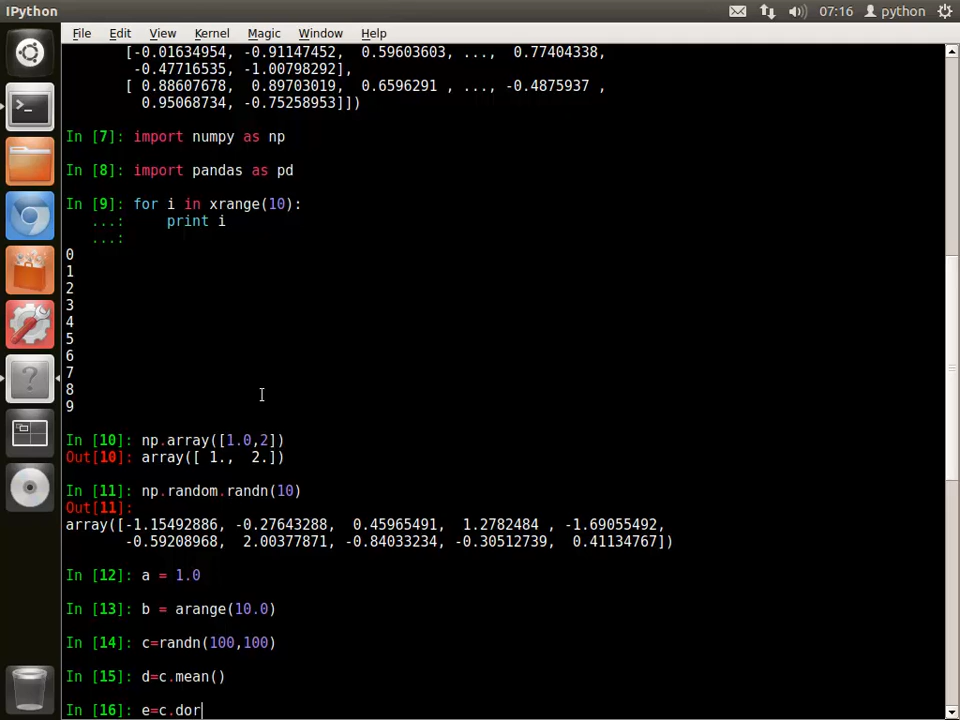 IPython
07:16
python
File Edit View Kernel Magic Window Help
[-0.01634954, -0.91147452, 0.59603603, ..., 0.77404338,
-0.47716535, -1.00798292],
[ 0.88607678, 0.89703019, 0.6596291 , ..., -0.4875937 ,
0.95068734, -0.75258953]])
In [7]: import numpy as np
In [8]: import pandas as pd
In [9]: for i in xrange(10):
...: print i
...:
0
1
2
3
4
5
6
7
8
9
In [10]: np.array([1.0,2])
Out[10]: array([ 1., 2.])
In [11]: np.random.randn(10)
Out[11]:
array([-1.15492886, -0.27643288, 0.45965491, 1.2782484 , -1.69055492,
-0.59208968, 2.00377871, -0.84033234, -0.30512739, 0.41134767])
In [12]: a = 1.0
In [13]: b = arange(10.0)
In [14]: c=randn(100,100)
In [15]: d=c.mean()
In [16]: e=c.dor